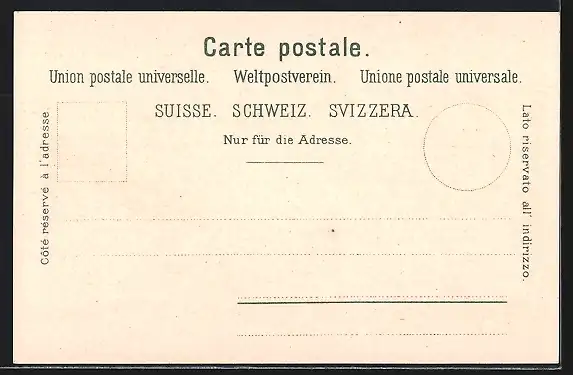 Carte postale.
Union postale universelle. Weltpostverein. Unione postale universale.
SUISSE. SCHWEIZ. SVIZZERA.
Nur für die Adresse.
Côté réservé à l'adresse.
Lato riservato all' indirizzo.